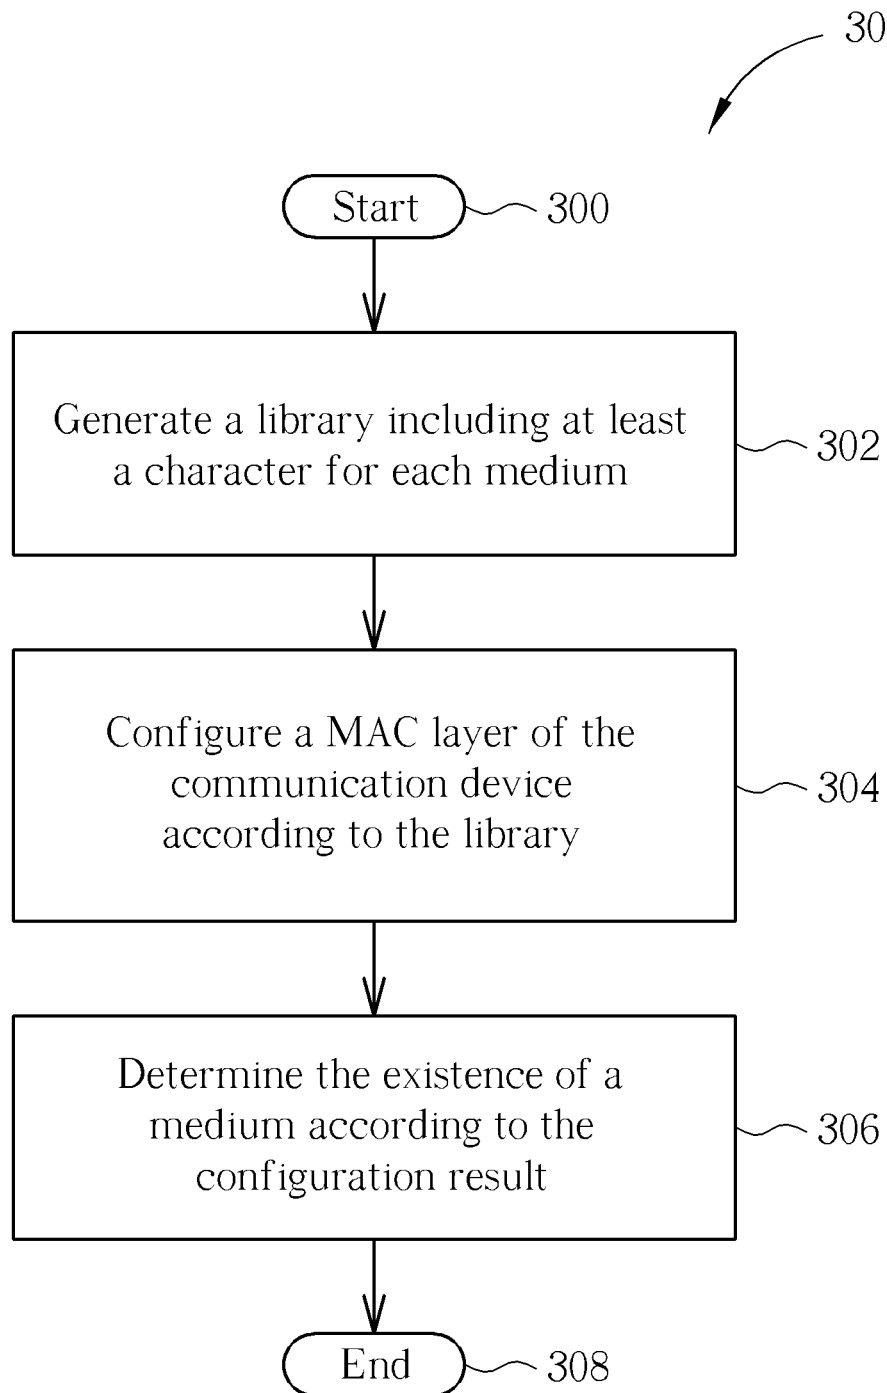 30
Start
300
Generate a library including at least
a character for each medium
302
Configure a MAC layer of the
communication device
according to the library
304
Determine the existence of a
medium according to the
configuration result
306
End
308